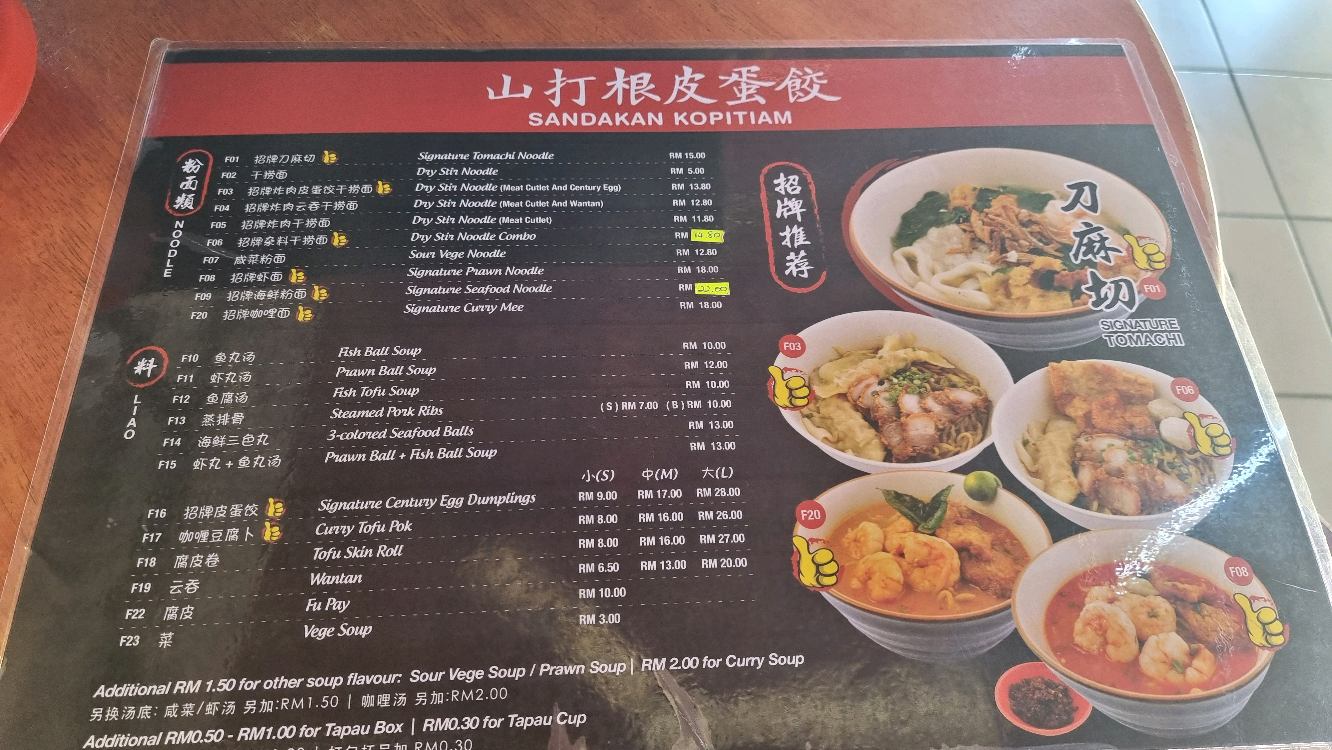 山打根皮蛋餃
SANDAKAN KOPITIAM
粉面類
NOODLE
F01 招牌刀麻切 Signature Tomachi Noodle RM 15.00
F02 干捞面 Dry Stir Noodle RM 5.00
F03 招牌炸肉皮蛋饺干捞面 Dry Stir Noodle (Meat Cutlet And Century Egg) RM 13.80
F04 招牌炸肉云吞干捞面 Dry Stir Noodle (Meat Cutlet And Wantan) RM 12.80
F05 招牌炸肉干捞面 Dry Stir Noodle (Meat Cutlet) RM 11.80
F06 招牌杂料干捞面 Dry Stir Noodle Combo RM 14.80
F07 咸菜粉面 Sour Vege Noodle RM 12.80
F08 招牌虾面 Signature Prawn Noodle RM 18.00
F09 招牌海鲜粉面 Signature Seafood Noodle RM 22.00
F20 招牌咖哩面 Signature Curry Mee RM 18.00
料
LIAO
F10 鱼丸汤 Fish Ball Soup RM 10.00
F11 虾丸汤 Prawn Ball Soup RM 12.00
F12 鱼腐汤 Fish Tofu Soup RM 10.00
F13 蒸排骨 Steamed Pork Ribs (S) RM 7.00 (B) RM 10.00
F14 海鲜三色丸 3-colored Seafood Balls RM 13.00
F15 虾丸+鱼丸汤 Prawn Ball + Fish Ball Soup RM 13.00
小(S) 中(M) 大(L)
F16 招牌皮蛋饺 Signature Century Egg Dumplings RM 9.00 RM 17.00 RM 28.00
F17 咖哩豆腐卜 Curry Tofu Pok RM 8.00 RM 16.00 RM 26.00
F18 腐皮卷 Tofu Skin Roll RM 8.00 RM 16.00 RM 27.00
F19 云吞 Wantan RM 6.50 RM 13.00 RM 20.00
F22 腐皮 Fu Pay RM 10.00
F23 菜 Vege Soup RM 3.00
Additional RM 1.50 for other soup flavour: Sour Vege Soup / Prawn Soup | RM 2.00 for Curry Soup
另换汤底: 咸菜/虾汤 另加:RM1.50 | 咖哩汤 另加:RM2.00
Additional RM0.50 - RM1.00 for Tapau Box | RM0.30 for Tapau Cup
RM0.30
招牌推荐
刀麻切
F01
SIGNATURE
TOMACHI
F03
F06
F20
F08